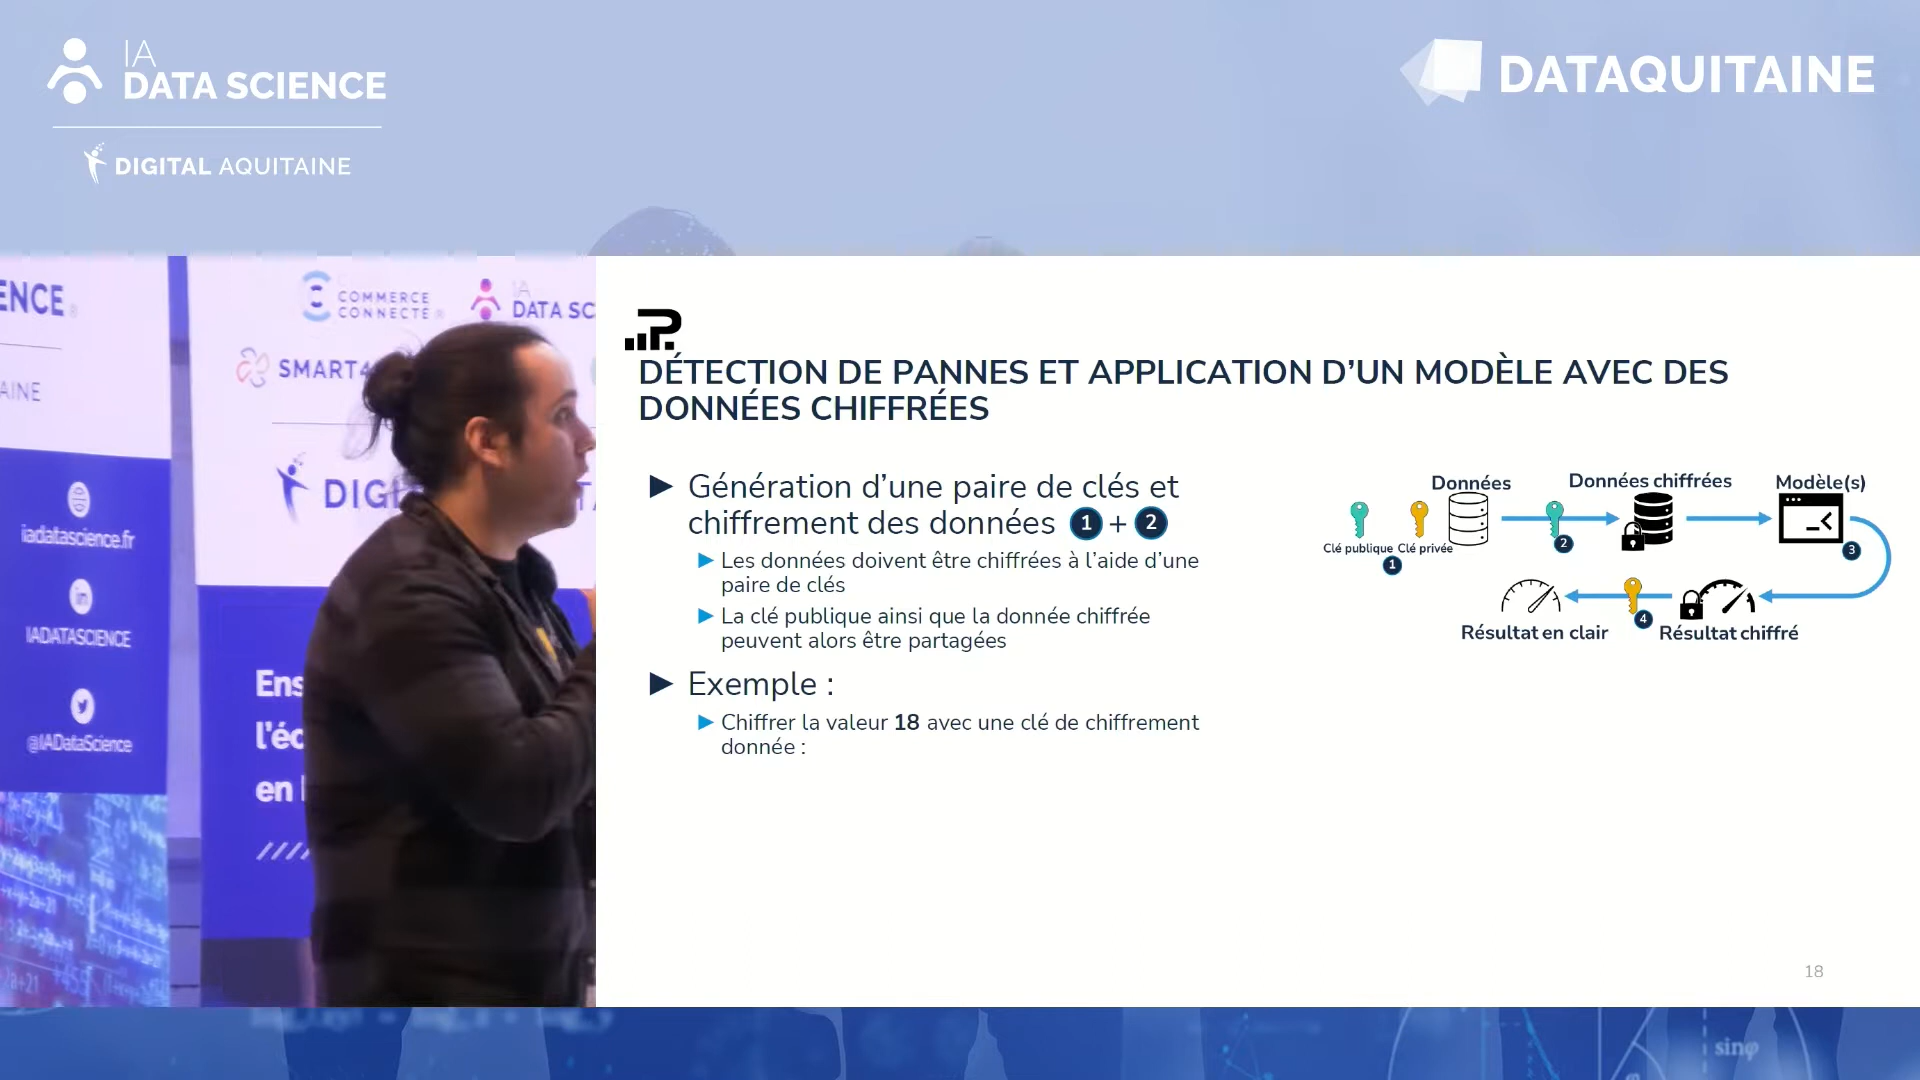 IA
DATA SCIENCE
DIGITAL AQUITAINE
DATAQUITAINE
ENCE
AINE
iadatascience.fr
IADATASCIENCE
@IADataScience
COMMERCE
CONNECTÉ
IA
DATA SC
SMART4
DIGI
Ens
l'éc
en
DÉTECTION DE PANNES ET APPLICATION D'UN MODÈLE AVEC DES
DONNÉES CHIFFRÉES
► Génération d'une paire de clés et
chiffrement des données 1 + 2
► Les données doivent être chiffrées à l'aide d'une
paire de clés
► La clé publique ainsi que la donnée chiffrée
peuvent alors être partagées
► Exemple :
► Chiffrer la valeur 18 avec une clé de chiffrement
donnée :
Données
Données chiffrées
Modèle(s)
Clé publique Clé privée
1
2
3
4
Résultat en clair
Résultat chiffré
18
sinφ